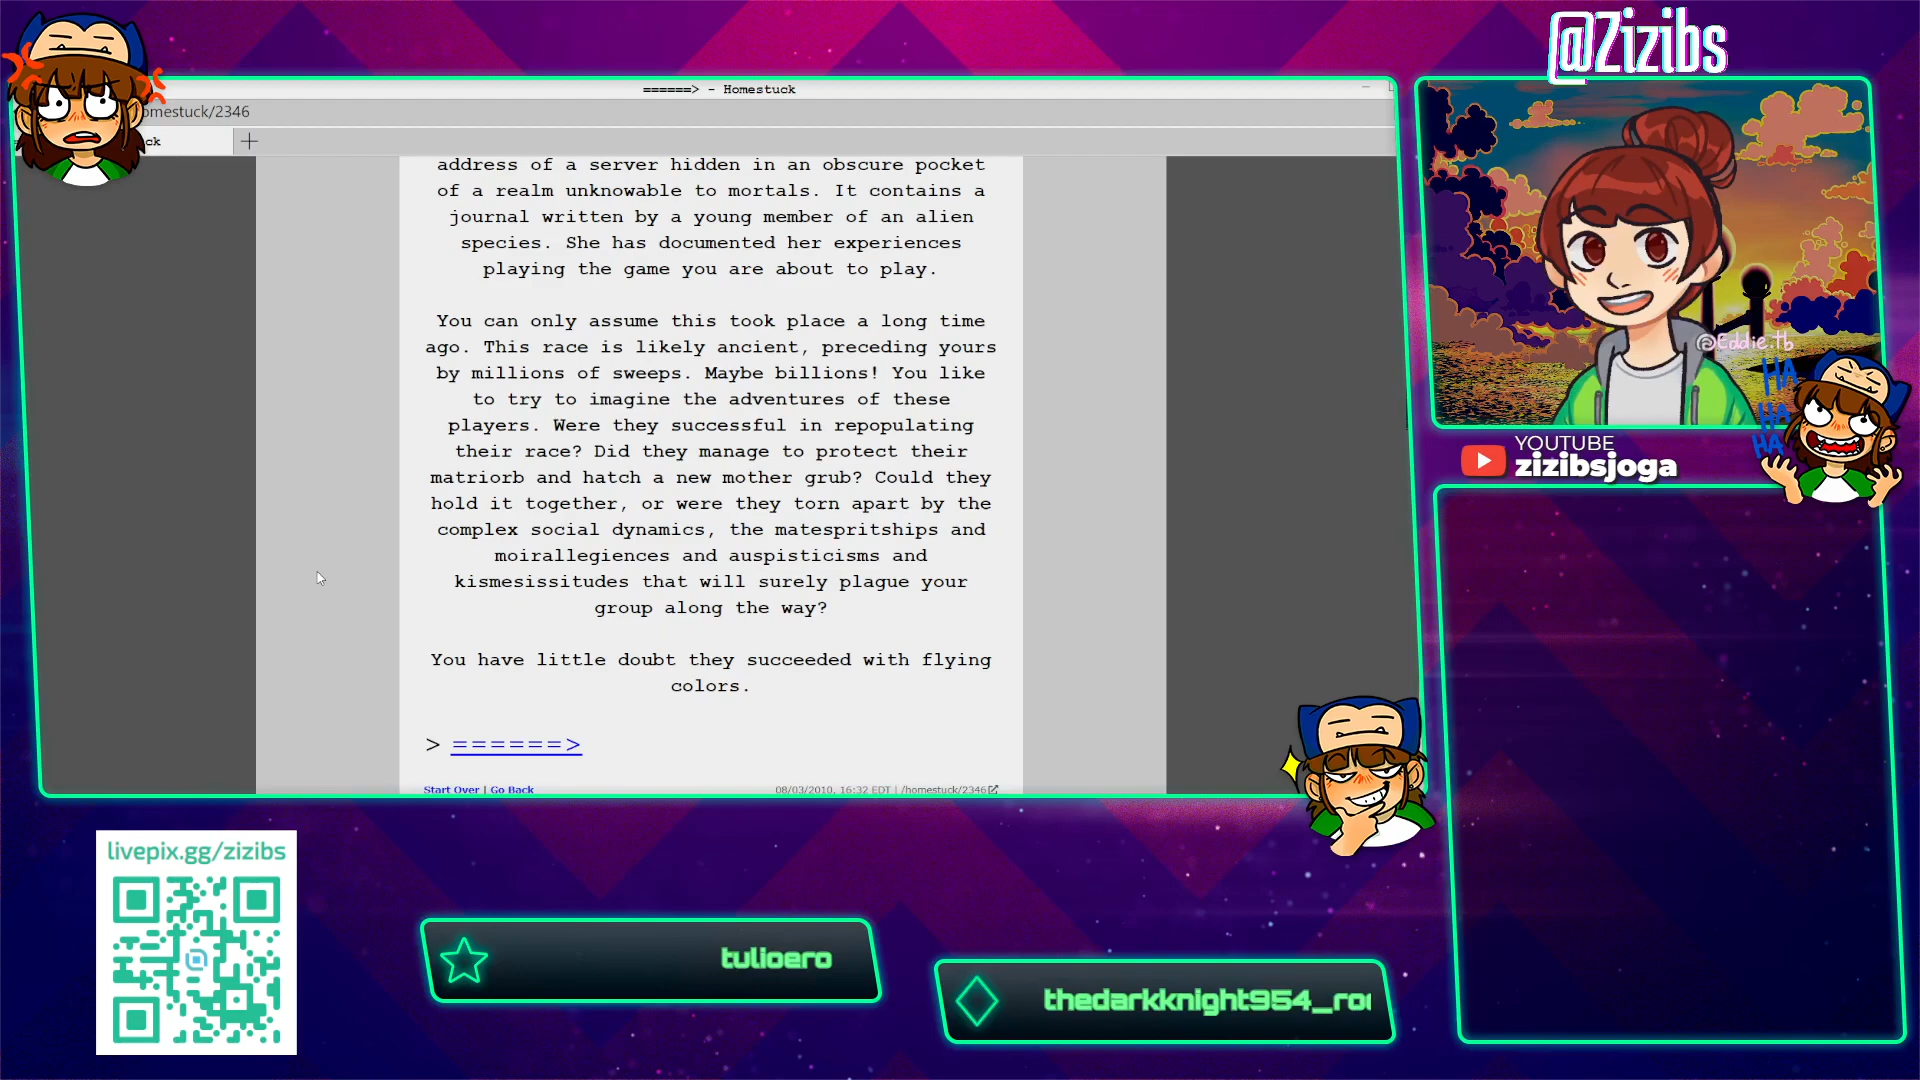 @Zizibs
======> - Homestuck
omestuck/2346
ck
address of a server hidden in an obscure pocket
of a realm unknowable to mortals. It contains a
journal written by a young member of an alien
species. She has documented her experiences
playing the game you are about to play.
You can only assume this took place a long time
ago. This race is likely ancient, preceding yours
by millions of sweeps. Maybe billions! You like
to try to imagine the adventures of these
players. Were they successful in repopulating
their race? Did they manage to protect their
matriorb and hatch a new mother grub? Could they
hold it together, or were they torn apart by the
complex social dynamics, the matespritships and
moirallegiences and auspisticisms and
kismesissitudes that will surely plague your
group along the way?
You have little doubt they succeeded with flying
colors.
> ======>
Start Over | Go Back
08/03/2010, 16:32 EDT | /homestuck/2346
@Eddie.tb
HA
HA
HA
YOUTUBE
zizibsjoga
livepix.gg/zizibs
tulioero
thedarkknight954_ro